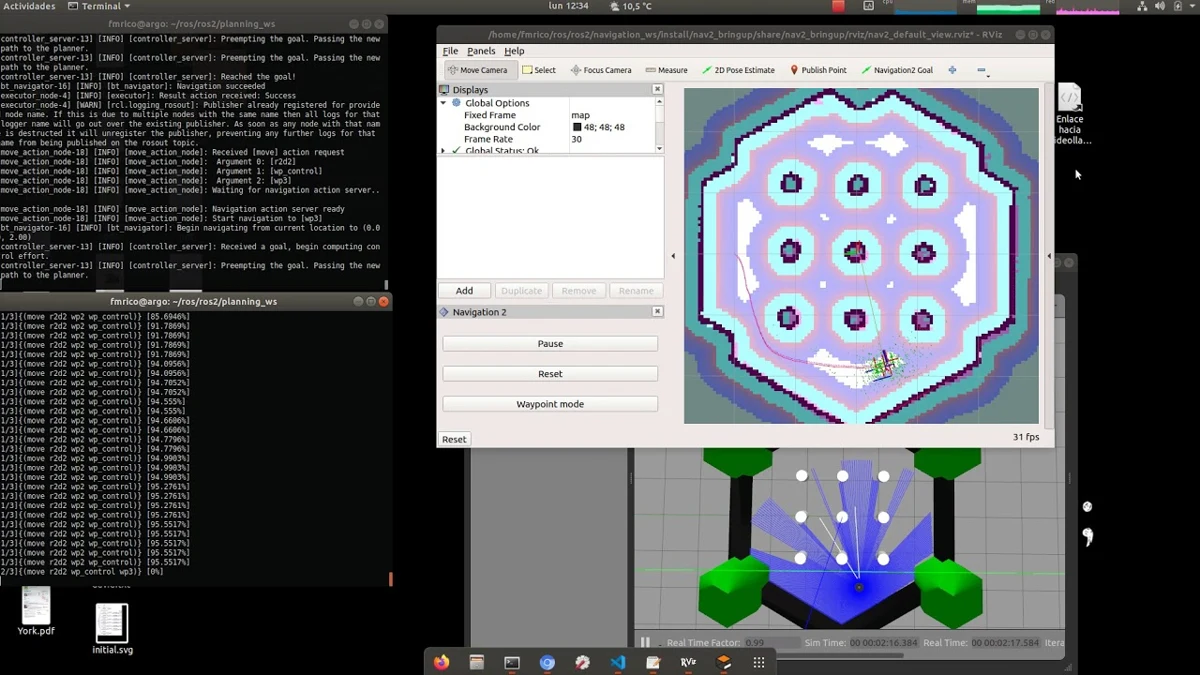 Actividades
Terminal
lun 12:34
10,5 °C
fmrico@argo: ~/ros/ros2/planning_ws
controller_server-13] [INFO] [controller_server]: Preempting the goal. Passing the new
path to the planner.
controller_server-13] [INFO] [controller_server]: Preempting the goal. Passing the new
path to the planner.
controller_server-13] [INFO] [controller_server]: Reached the goal!
bt_navigator-16] [INFO] [bt_navigator]: Navigation succeeded
executor_node-4] [INFO] [executor]: Result action received: Success
executor_node-4] [WARN] [rcl.logging_rosout]: Publisher already registered for provide
d node name. If this is due to multiple nodes with the same name then all logs for that
logger name will go out over the existing publisher. As soon as any node with that nam
e is destructed it will unregister the publisher, preventing any further logs for that
name from being published on the rosout topic.
move_action_node-18] [INFO] [move_action_node]: Received [move] action request
move_action_node-18] [INFO] [move_action_node]: Argument 0: [r2d2]
move_action_node-18] [INFO] [move_action_node]: Argument 1: [wp_control]
move_action_node-18] [INFO] [move_action_node]: Argument 2: [wp3]
move_action_node-18] [INFO] [move_action_node]: Waiting for navigation action server..
move_action_node-18] [INFO] [move_action_node]: Navigation action server ready
move_action_node-18] [INFO] [move_action_node]: Start navigation to [wp3]
bt_navigator-16] [INFO] [bt_navigator]: Begin navigating from current location to (0.0
, 2.00)
controller_server-13] [INFO] [controller_server]: Received a goal, begin computing con
rol effort.
controller_server-13] [INFO] [controller_server]: Preempting the goal. Passing the new
path to the planner.
fmrico@argo: ~/ros/ros2/planning_ws
1/3]{(move r2d2 wp2 wp_control)} [85.6946%]
1/3]{(move r2d2 wp2 wp_control)} [91.7869%]
1/3]{(move r2d2 wp2 wp_control)} [91.7869%]
1/3]{(move r2d2 wp2 wp_control)} [91.7869%]
1/3]{(move r2d2 wp2 wp_control)} [91.7869%]
1/3]{(move r2d2 wp2 wp_control)} [94.0956%]
1/3]{(move r2d2 wp2 wp_control)} [94.0956%]
1/3]{(move r2d2 wp2 wp_control)} [94.7052%]
1/3]{(move r2d2 wp2 wp_control)} [94.7052%]
1/3]{(move r2d2 wp2 wp_control)} [94.555%]
1/3]{(move r2d2 wp2 wp_control)} [94.555%]
1/3]{(move r2d2 wp2 wp_control)} [94.6606%]
1/3]{(move r2d2 wp2 wp_control)} [94.6606%]
1/3]{(move r2d2 wp2 wp_control)} [94.7796%]
1/3]{(move r2d2 wp2 wp_control)} [94.7796%]
1/3]{(move r2d2 wp2 wp_control)} [94.9903%]
1/3]{(move r2d2 wp2 wp_control)} [94.9903%]
1/3]{(move r2d2 wp2 wp_control)} [94.9903%]
1/3]{(move r2d2 wp2 wp_control)} [95.2761%]
1/3]{(move r2d2 wp2 wp_control)} [95.2761%]
1/3]{(move r2d2 wp2 wp_control)} [95.2761%]
1/3]{(move r2d2 wp2 wp_control)} [95.2761%]
1/3]{(move r2d2 wp2 wp_control)} [95.5517%]
1/3]{(move r2d2 wp2 wp_control)} [95.5517%]
1/3]{(move r2d2 wp2 wp_control)} [95.5517%]
1/3]{(move r2d2 wp2 wp_control)} [95.5517%]
1/3]{(move r2d2 wp2 wp_control)} [95.5517%]
2/3]{(move r2d2 wp_control wp3)} [0%]
York.pdf
initial.svg
/home/fmrico/ros/ros2/navigation_ws/install/nav2_bringup/share/nav2_bringup/rviz/nav2_default_view.rviz* - RViz
File Panels Help
Move Camera Select Focus Camera Measure 2D Pose Estimate Publish Point Navigation2 Goal
Displays
Global Options
Fixed Frame map
Background Color 48; 48; 48
Frame Rate 30
Global Status: Ok
Add Duplicate Remove Rename
Navigation 2
Pause
Reset
Waypoint mode
Reset
31 fps
Enlace
hacia
ideolla...
Real Time Factor: 0.99 Sim Time: 00 00:02:16.384 Real Time: 00 00:02:17.584 Itera
RViz